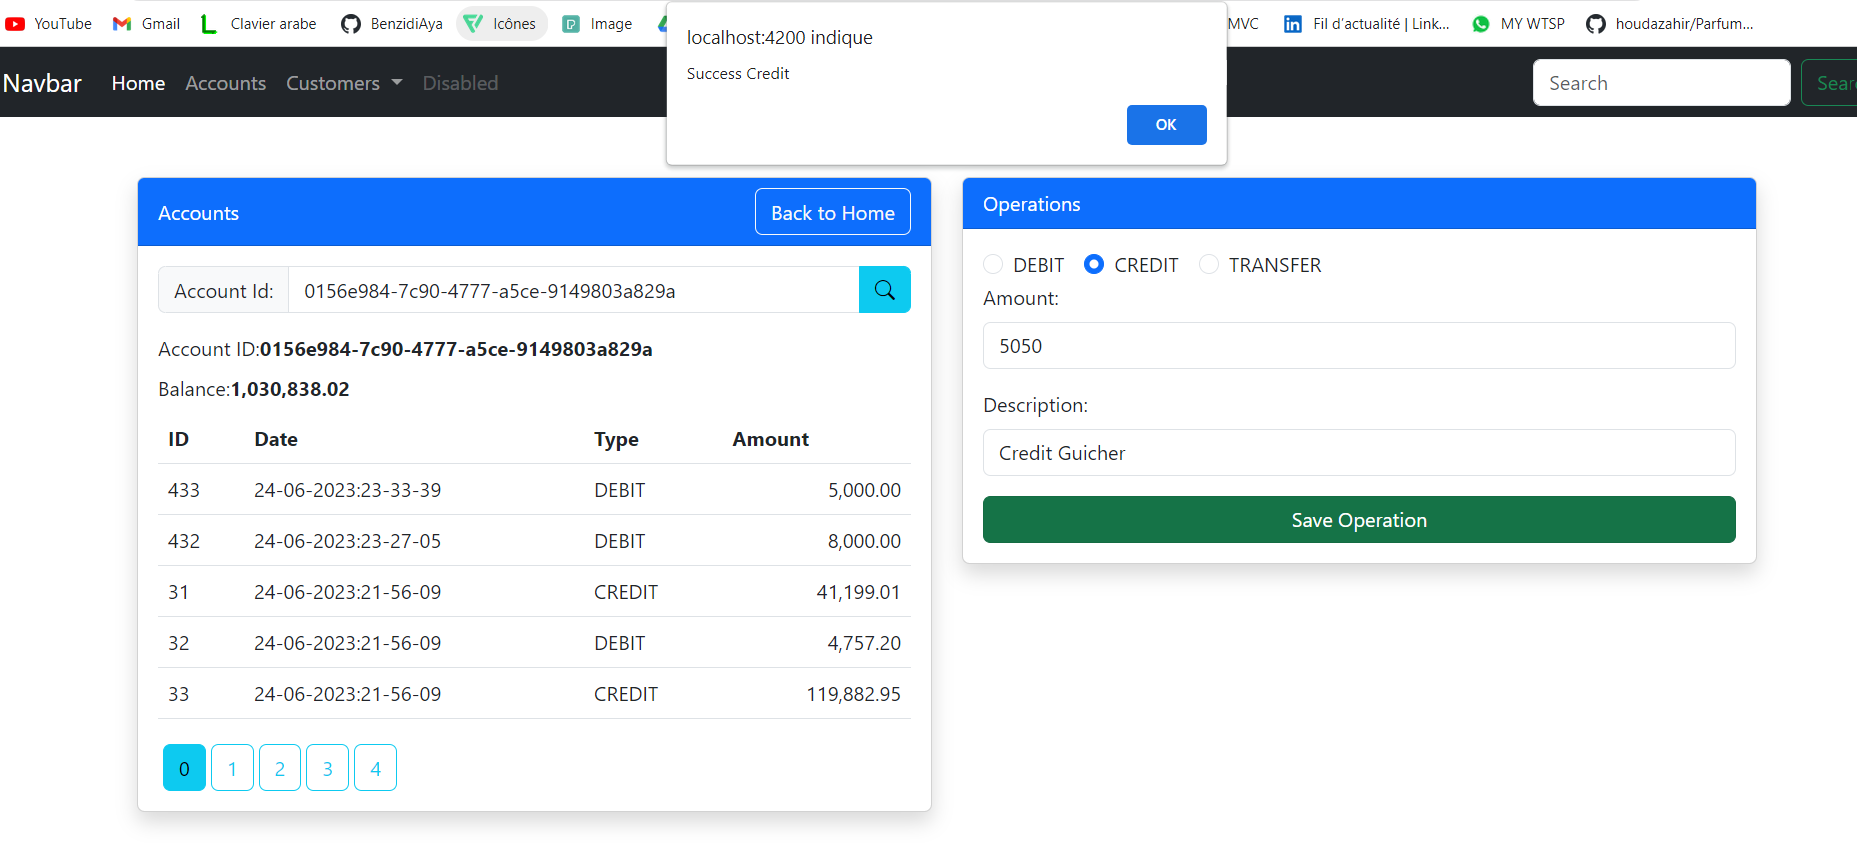 YouTube Gmail Clavier arabe BenzidiAya Icônes Image MVC Fil d'actualité | Link... MY WTSP houdazahir/Parfum...
localhost:4200 indique
Success Credit
OK
Navbar Home Accounts Customers Disabled Search
Accounts Back to Home
Account Id: 0156e984-7c90-4777-a5ce-9149803a829a
Account ID:0156e984-7c90-4777-a5ce-9149803a829a
Balance:1,030,838.02
ID Date Type Amount
433 24-06-2023:23-33-39 DEBIT 5,000.00
432 24-06-2023:23-27-05 DEBIT 8,000.00
31 24-06-2023:21-56-09 CREDIT 41,199.01
32 24-06-2023:21-56-09 DEBIT 4,757.20
33 24-06-2023:21-56-09 CREDIT 119,882.95
0 1 2 3 4
Operations
DEBIT CREDIT TRANSFER
Amount:
5050
Description:
Credit Guicher
Save Operation